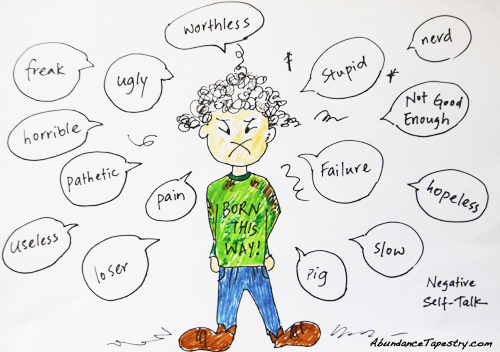 worthless
nerd
freak
ugly
Stupid
Not Good
Enough
horrible
pathetic
pain
Failure
hopeless
BORN
THIS
WAY!
useless
loser
pig
slow
Negative
Self-Talk
AbundanceTapestry.com